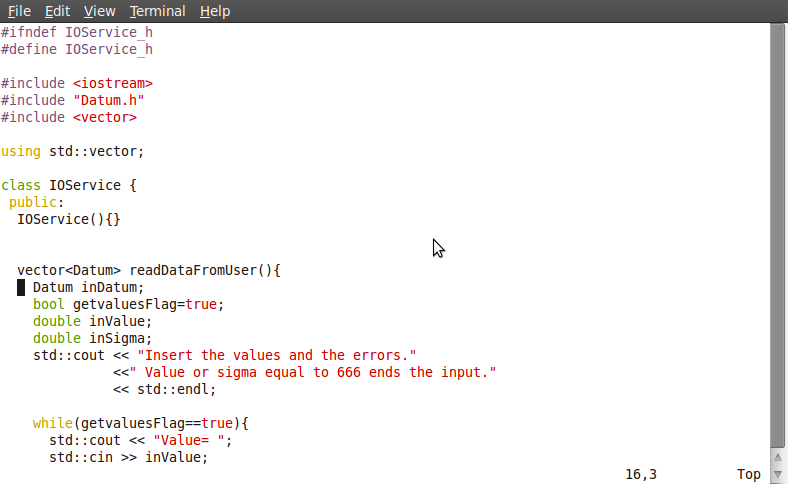 File Edit View Terminal Help
#ifndef IOService_h
#define IOService_h
#include <iostream>
#include "Datum.h"
#include <vector>
using std::vector;
class IOService {
 public:
  IOService(){}
  vector<Datum> readDataFromUser(){
    Datum inDatum;
    bool getvaluesFlag=true;
    double inValue;
    double inSigma;
    std::cout << "Insert the values and the errors."
              <<" Value or sigma equal to 666 ends the input."
              << std::endl;
    while(getvaluesFlag==true){
      std::cout << "Value= ";
      std::cin >> inValue;
16,3 Top